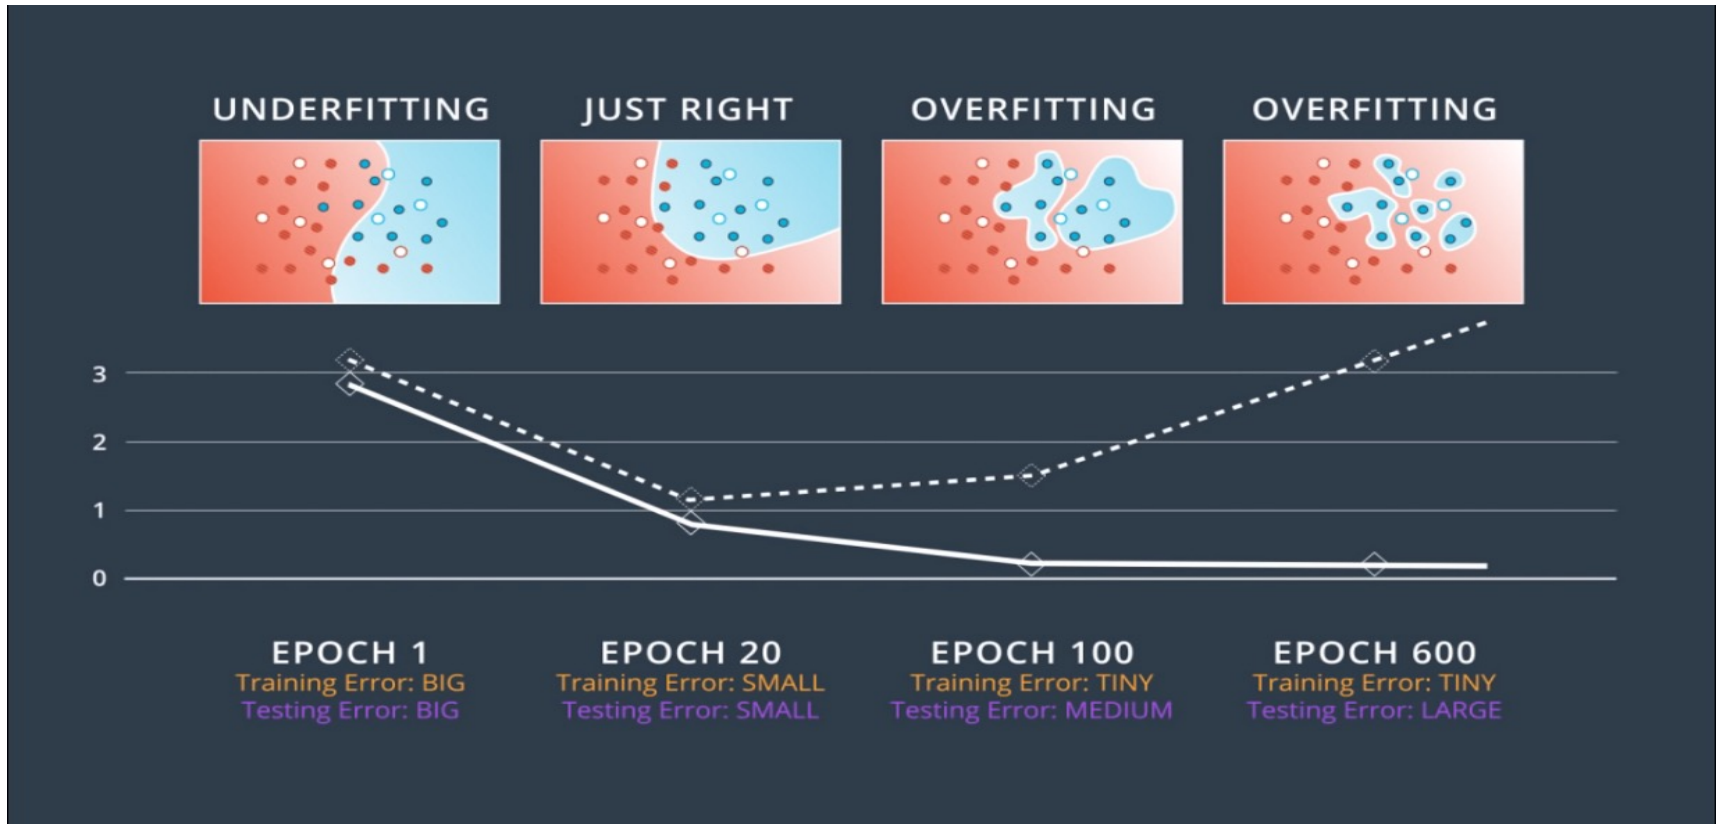 UNDERFITTING
JUST RIGHT
OVERFITTING
OVERFITTING
3
2
1
0
EPOCH 1
Training Error: BIG
Testing Error: BIG
EPOCH 20
Training Error: SMALL
Testing Error: SMALL
EPOCH 100
Training Error: TINY
Testing Error: MEDIUM
EPOCH 600
Training Error: TINY
Testing Error: LARGE